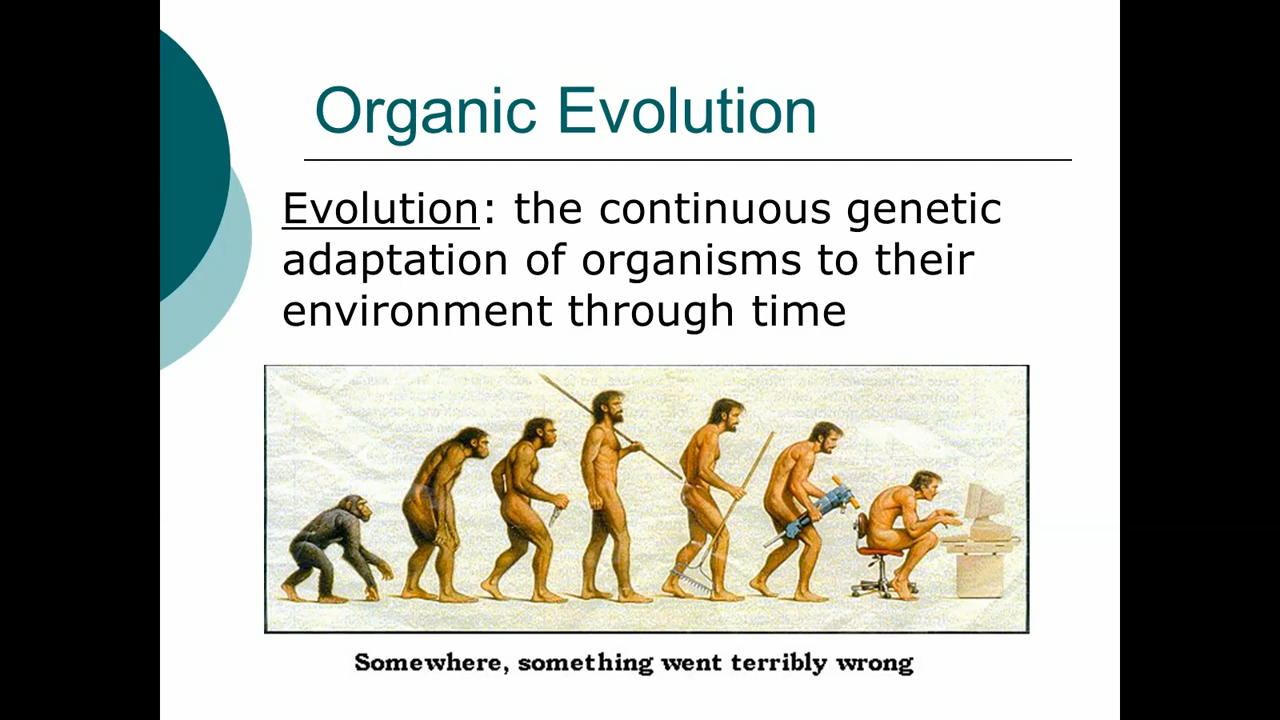 Organic Evolution
Evolution: the continuous genetic
adaptation of organisms to their
environment through time
Somewhere, something went terribly wrong